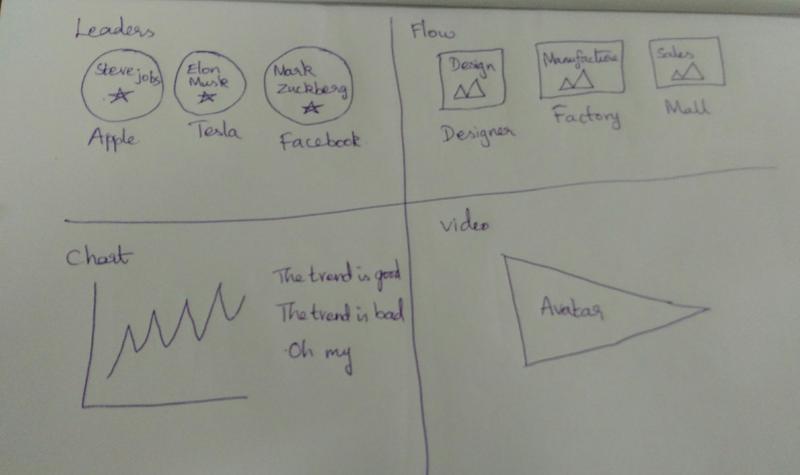 Leaders
Steve jobs
Elon
Musk
Mark
Zuckberg
Apple
Tesla
Facebook
Flow
Design
Manufacture
Sales
Designer
Factory
Mall
Chart
The trend is good
The trend is bad
Oh my
Video
Avatar